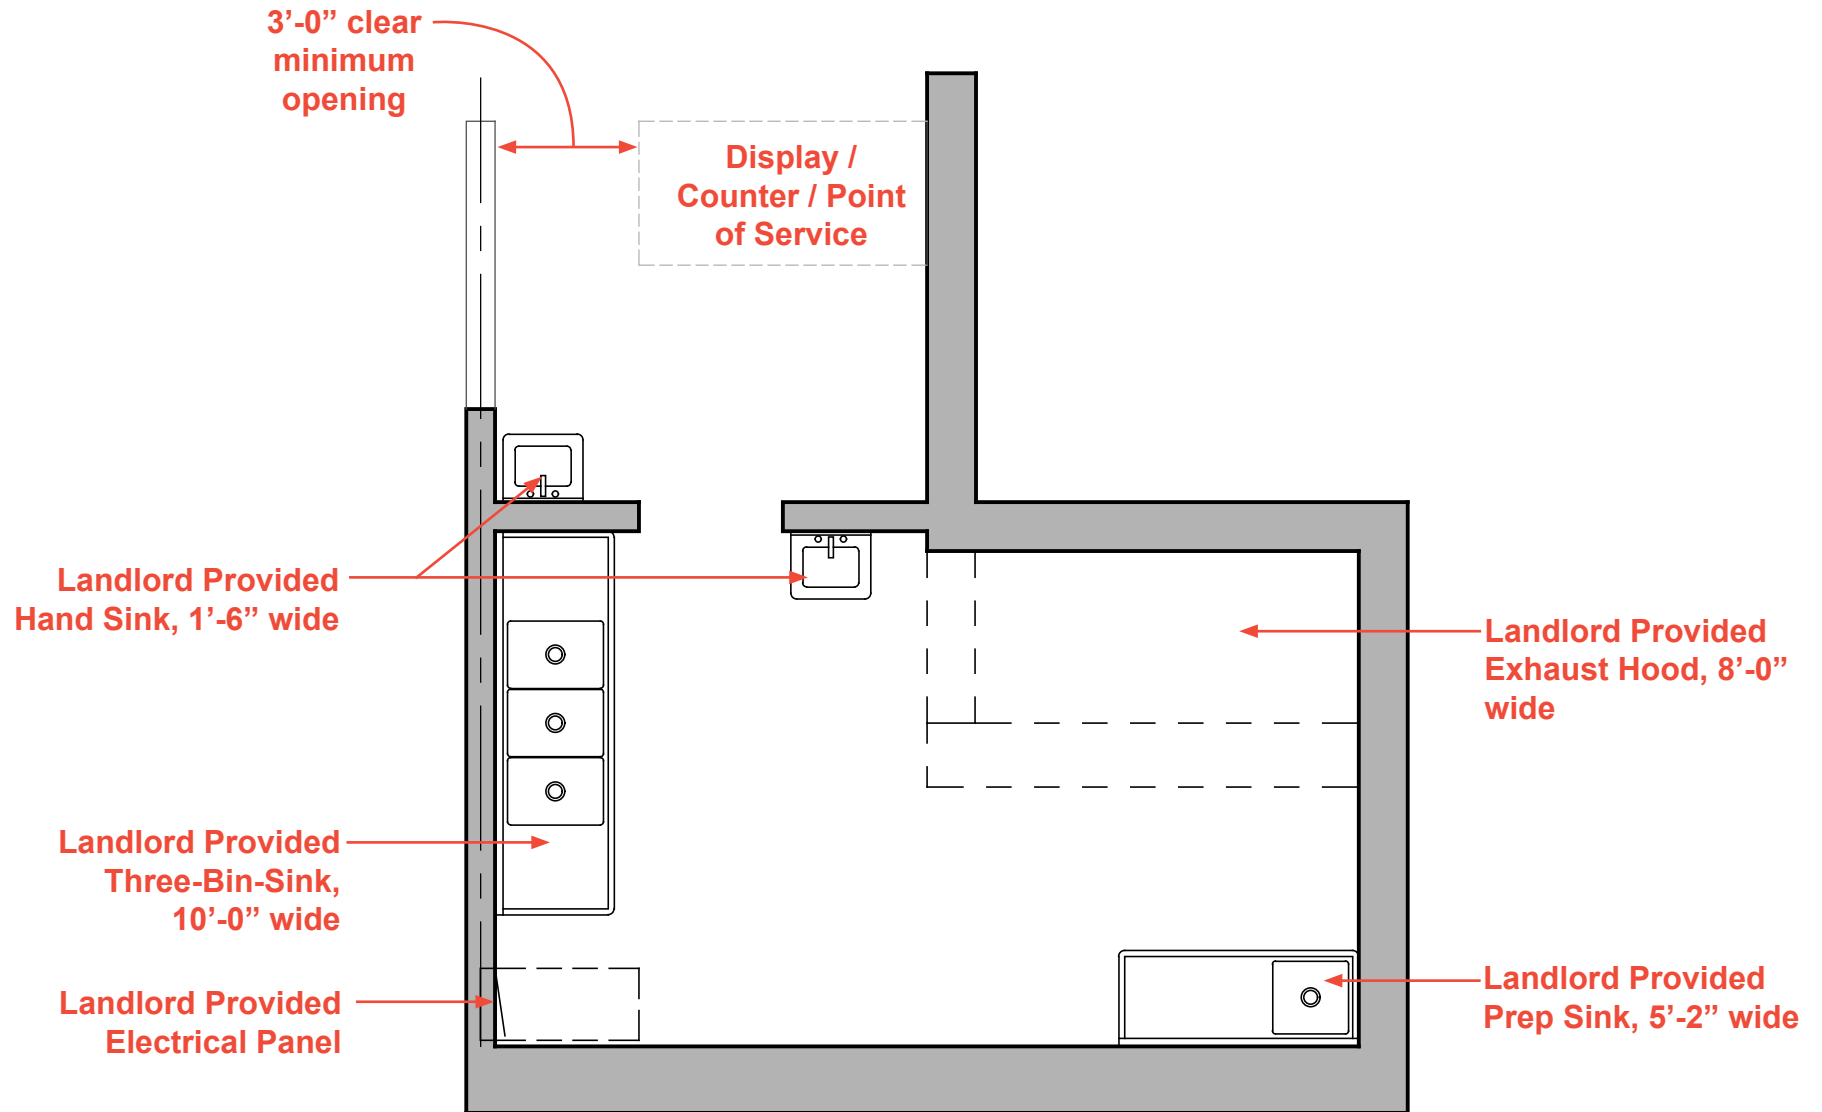 3’-0” clear
minimum
opening
Display /
Counter / Point
of Service
Landlord Provided
Hand Sink, 1’-6” wide
Landlord Provided
Exhaust Hood, 8’-0”
wide
Landlord Provided
Three-Bin-Sink,
10’-0” wide
Landlord Provided
Electrical Panel
Landlord Provided
Prep Sink, 5’-2” wide